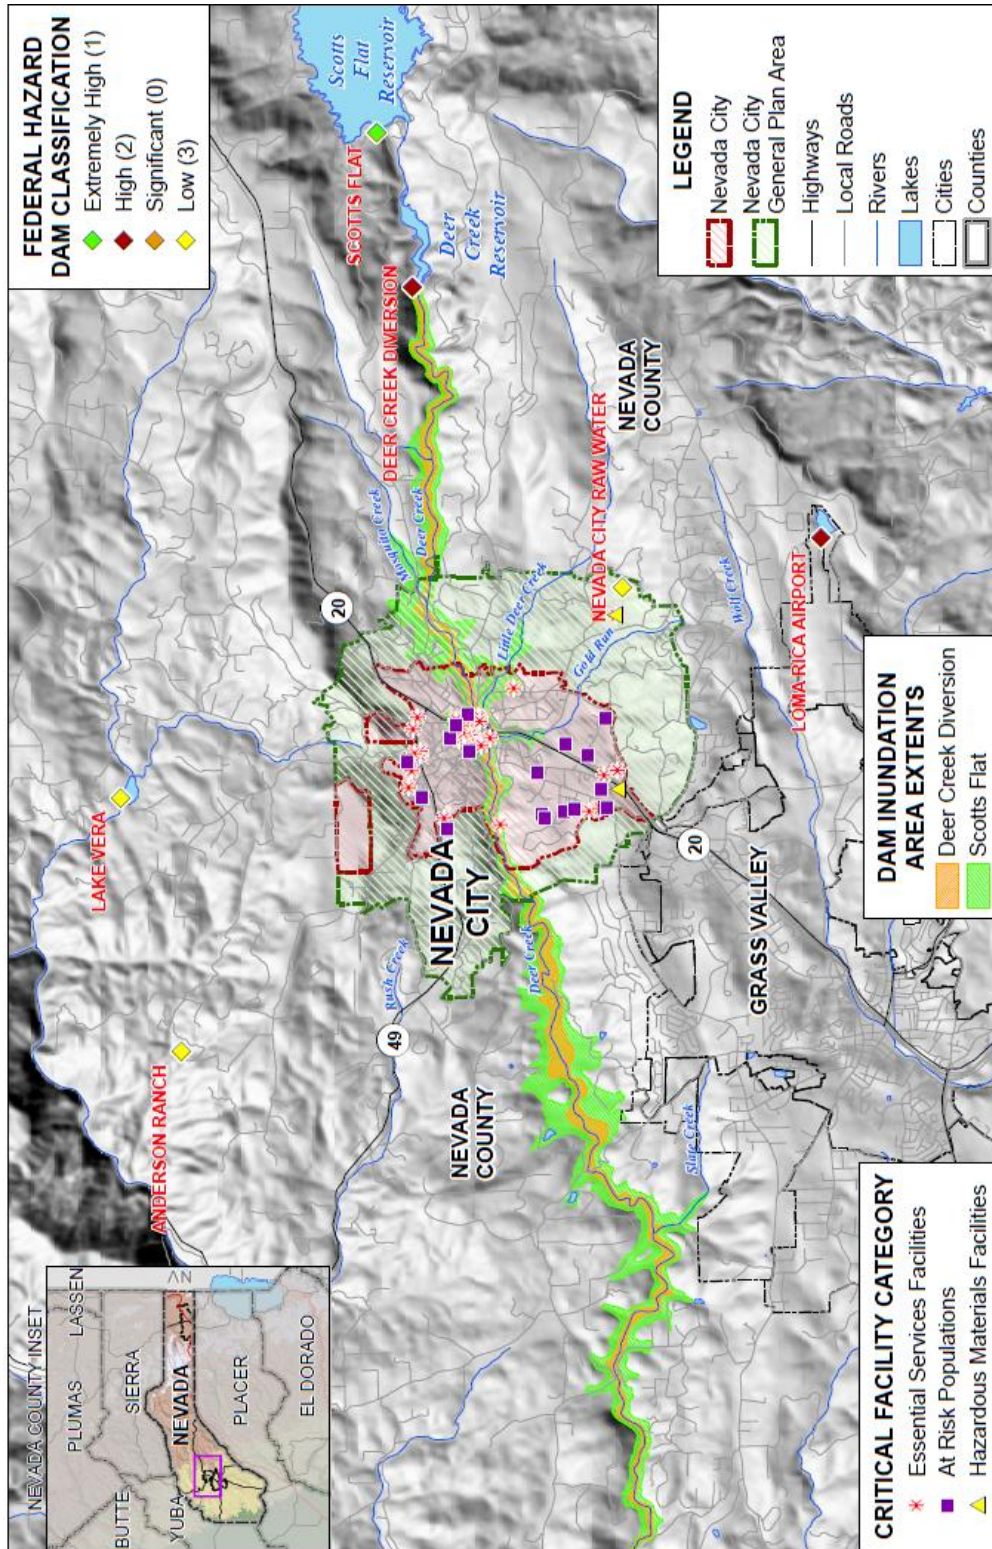 NEVADA COUNTY INSET
PLUMAS
LASSEN
BUTTE
SIERRA
YUBA
NEVADA
PLACER
EL DORADO
NV
FEDERAL HAZARD
DAM CLASSIFICATION
Extremely High (1)
High (2)
Significant (0)
Low (3)
ANDERSON RANCH
LAKE VERA
SCOTTS FLAT
Scotts
Flat
Reservoir
DEER CREEK DIVERSION
Deer
Creek
Reservoir
20
Mosquito Creek
Deer Creek
49
Rush Creek
NEVADA
CITY
Little Deer Creek
Gold Run
NEVADA CITY RAW WATER
NEVADA
COUNTY
Deer Creek
NEVADA
COUNTY
Slate Creek
20
GRASS VALLEY
Wolf Creek
LOMA RICA AIRPORT
CRITICAL FACILITY CATEGORY
Essential Services Facilities
At Risk Populations
Hazardous Materials Facilities
DAM INUNDATION
AREA EXTENTS
Deer Creek Diversion
Scotts Flat
LEGEND
Nevada City
Nevada City
General Plan Area
Highways
Local Roads
Rivers
Lakes
Cities
Counties